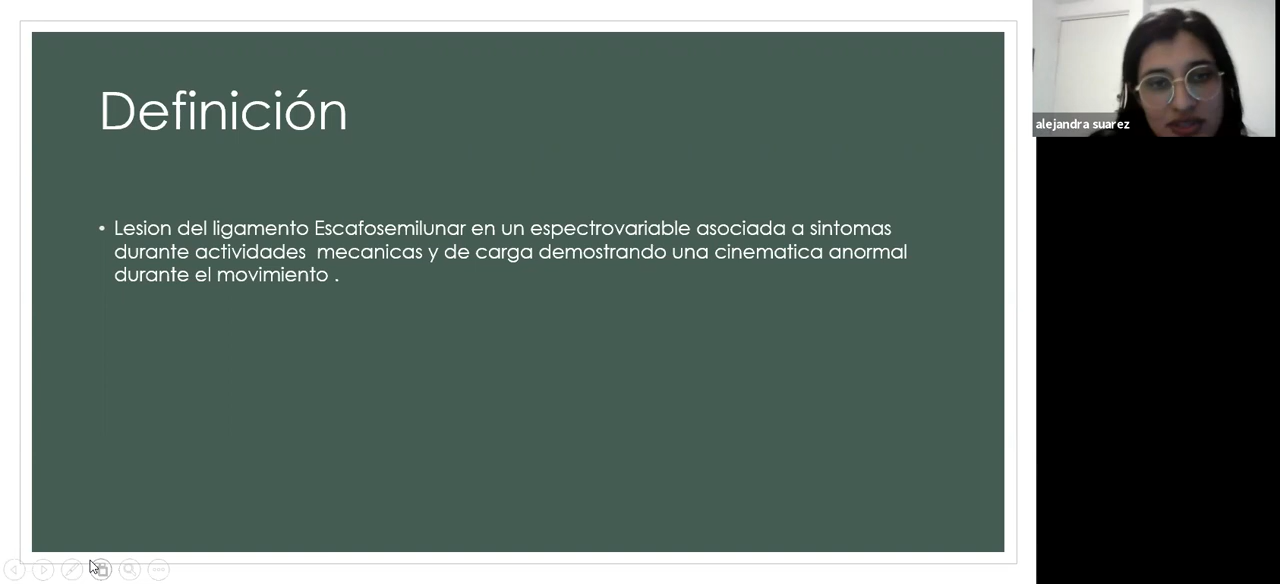 Definición
• Lesion del ligamento Escafosemilunar en un espectrovariable asociada a sintomas
durante actividades  mecanicas y de carga demostrando una cinematica anormal
durante el movimiento .
alejandra suarez